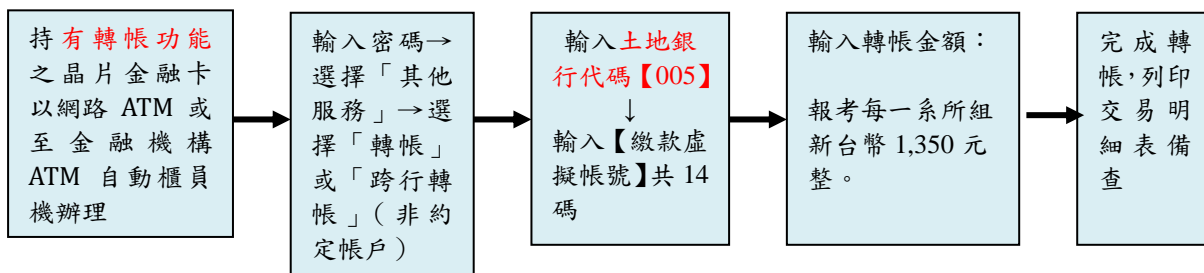 持有轉帳功能
之晶片金融卡
以網路 ATM 或
至金融機構
ATM 自動櫃員
機辦理
輸入密碼→
選擇「其他
服務」→選
擇「轉帳」
或「跨行轉
帳」(非約
定帳戶)
輸入土地銀
行代碼【005】
↓
輸入【繳款虛
擬帳號】共 14
碼
輸入轉帳金額：
報考每一系所組
新台幣 1,350 元
整。
完成轉
帳，列印
交易明
細表備
查